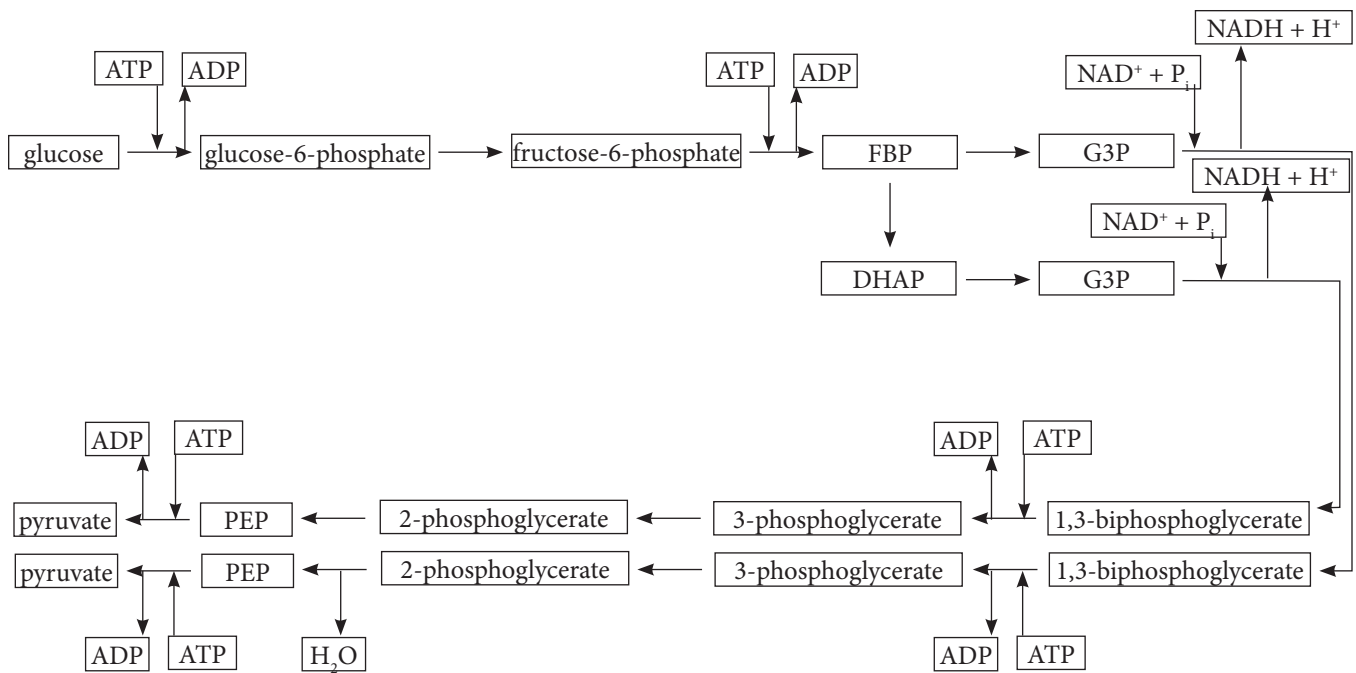 NADH + H⁺
ATP
ADP
ATP
ADP
NAD⁺ + Pᵢ
glucose
glucose-6-phosphate
fructose-6-phosphate
FBP
G3P
NADH + H⁺
NAD⁺ + Pᵢ
DHAP
G3P
ADP
ATP
ADP
ATP
pyruvate
PEP
2-phosphoglycerate
3-phosphoglycerate
1,3-biphosphoglycerate
pyruvate
PEP
2-phosphoglycerate
3-phosphoglycerate
1,3-biphosphoglycerate
ADP
ATP
H₂O
ADP
ATP